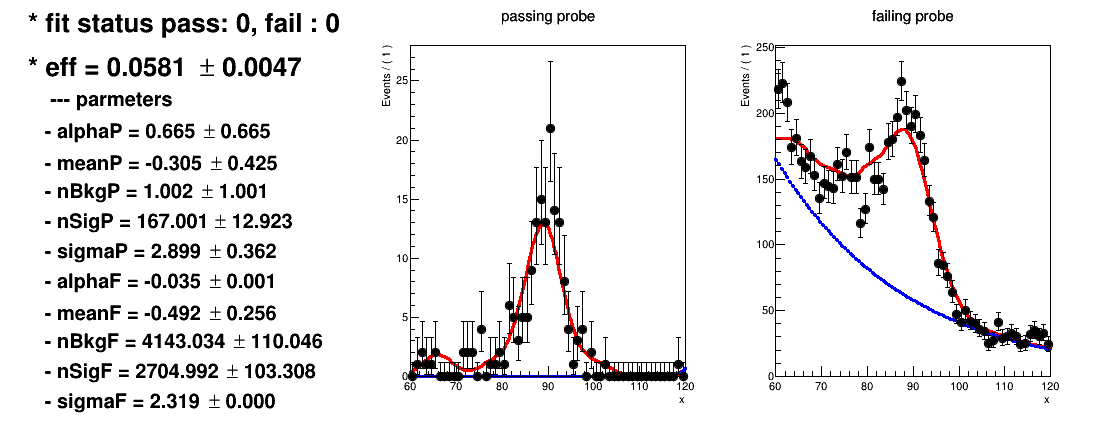 * fit status pass: 0, fail : 0
* eff = 0.0581 ± 0.0047
--- parmeters
- alphaP = 0.665 ± 0.665
- meanP = -0.305 ± 0.425
- nBkgP = 1.002 ± 1.001
- nSigP = 167.001 ± 12.923
- sigmaP = 2.899 ± 0.362
- alphaF = -0.035 ± 0.001
- meanF = -0.492 ± 0.256
- nBkgF = 4143.034 ± 110.046
- nSigF = 2704.992 ± 103.308
- sigmaF = 2.319 ± 0.000
passing probe
Events / ( 1 )
25
20
15
10
5
0
60 70 80 90 100 110 120
x
failing probe
Events / ( 1 )
250
200
150
100
50
0
60 70 80 90 100 110 120
x